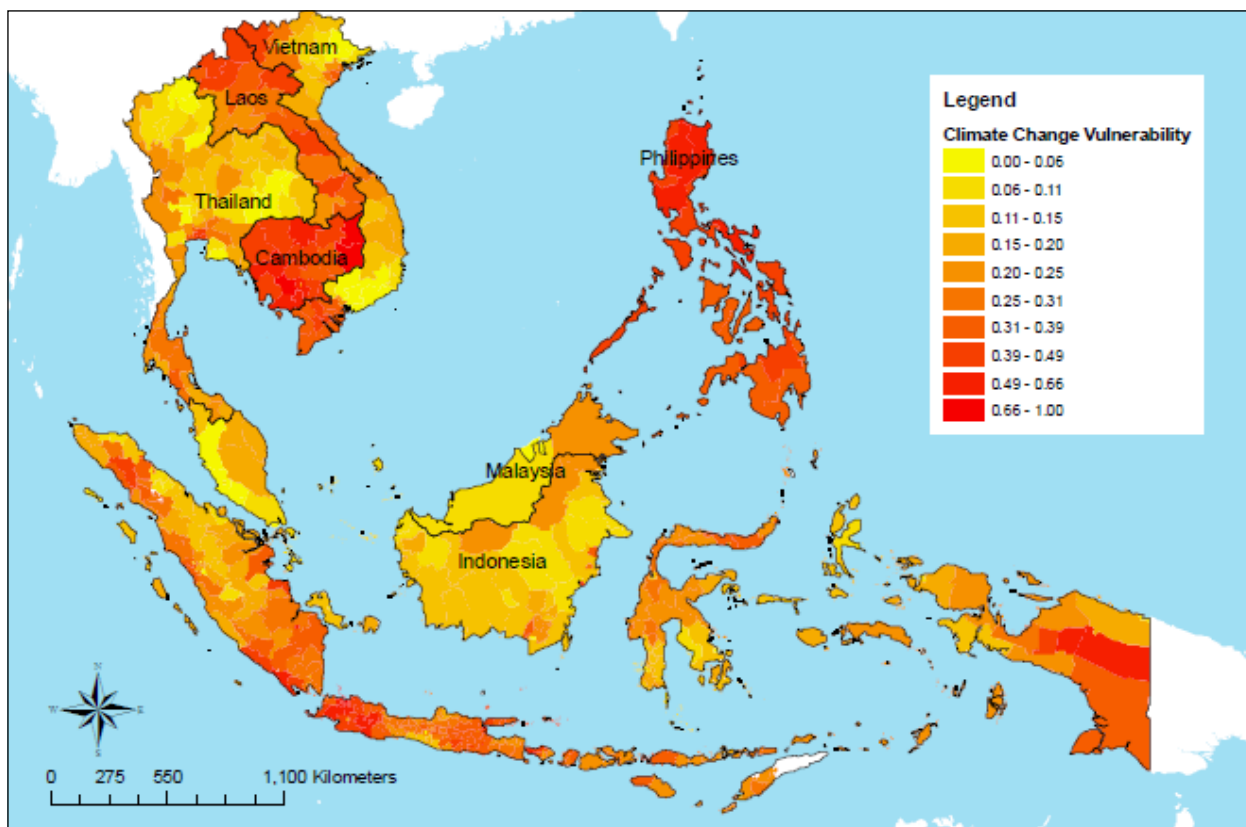 Vietnam
Laos
Thailand
Cambodia
Philippines
Malaysia
Indonesia
Legend
Climate Change Vulnerability
0.00 - 0.06
0.06 - 0.11
0.11 - 0.15
0.15 - 0.20
0.20 - 0.25
0.25 - 0.31
0.31 - 0.39
0.39 - 0.49
0.49 - 0.66
0.66 - 1.00
N
W E
S
0 275 550 1,100 Kilometers